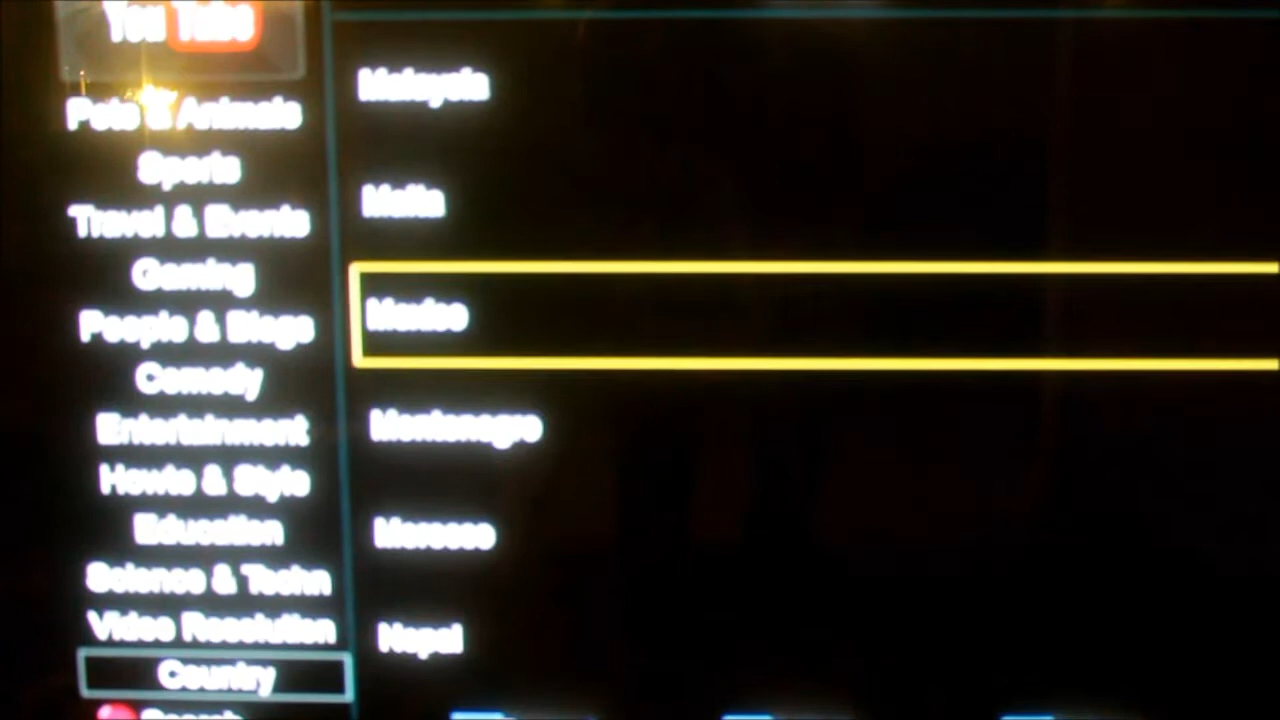 YouTube
Pets & Animals
Sports
Travel & Events
Gaming
People & Blogs
Comedy
Entertainment
Howto & Style
Education
Science & Techn
Video Resolution
Country
Search
Malaysia
Malta
Mexico
Montenegro
Morocco
Nepal